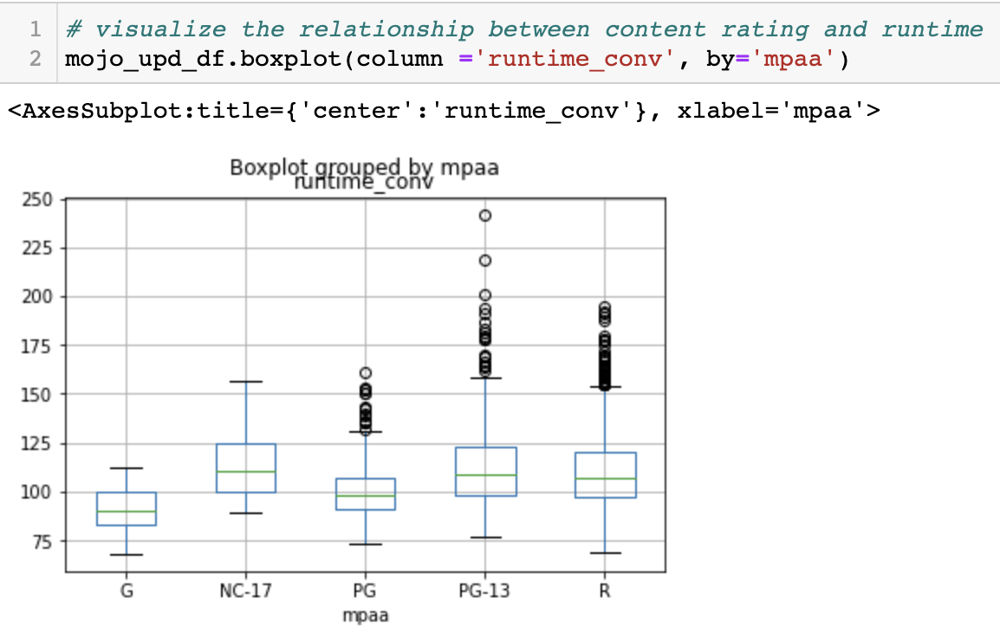 1 # visualize the relationship between content rating and runtime
2 mojo_upd_df.boxplot(column ='runtime_conv', by='mpaa')
<AxesSubplot:title={'center':'runtime_conv'}, xlabel='mpaa'>
Boxplot grouped by mpaa
runtime_conv
250
225
200
175
150
125
100
75
G NC-17 PG PG-13 R
mpaa